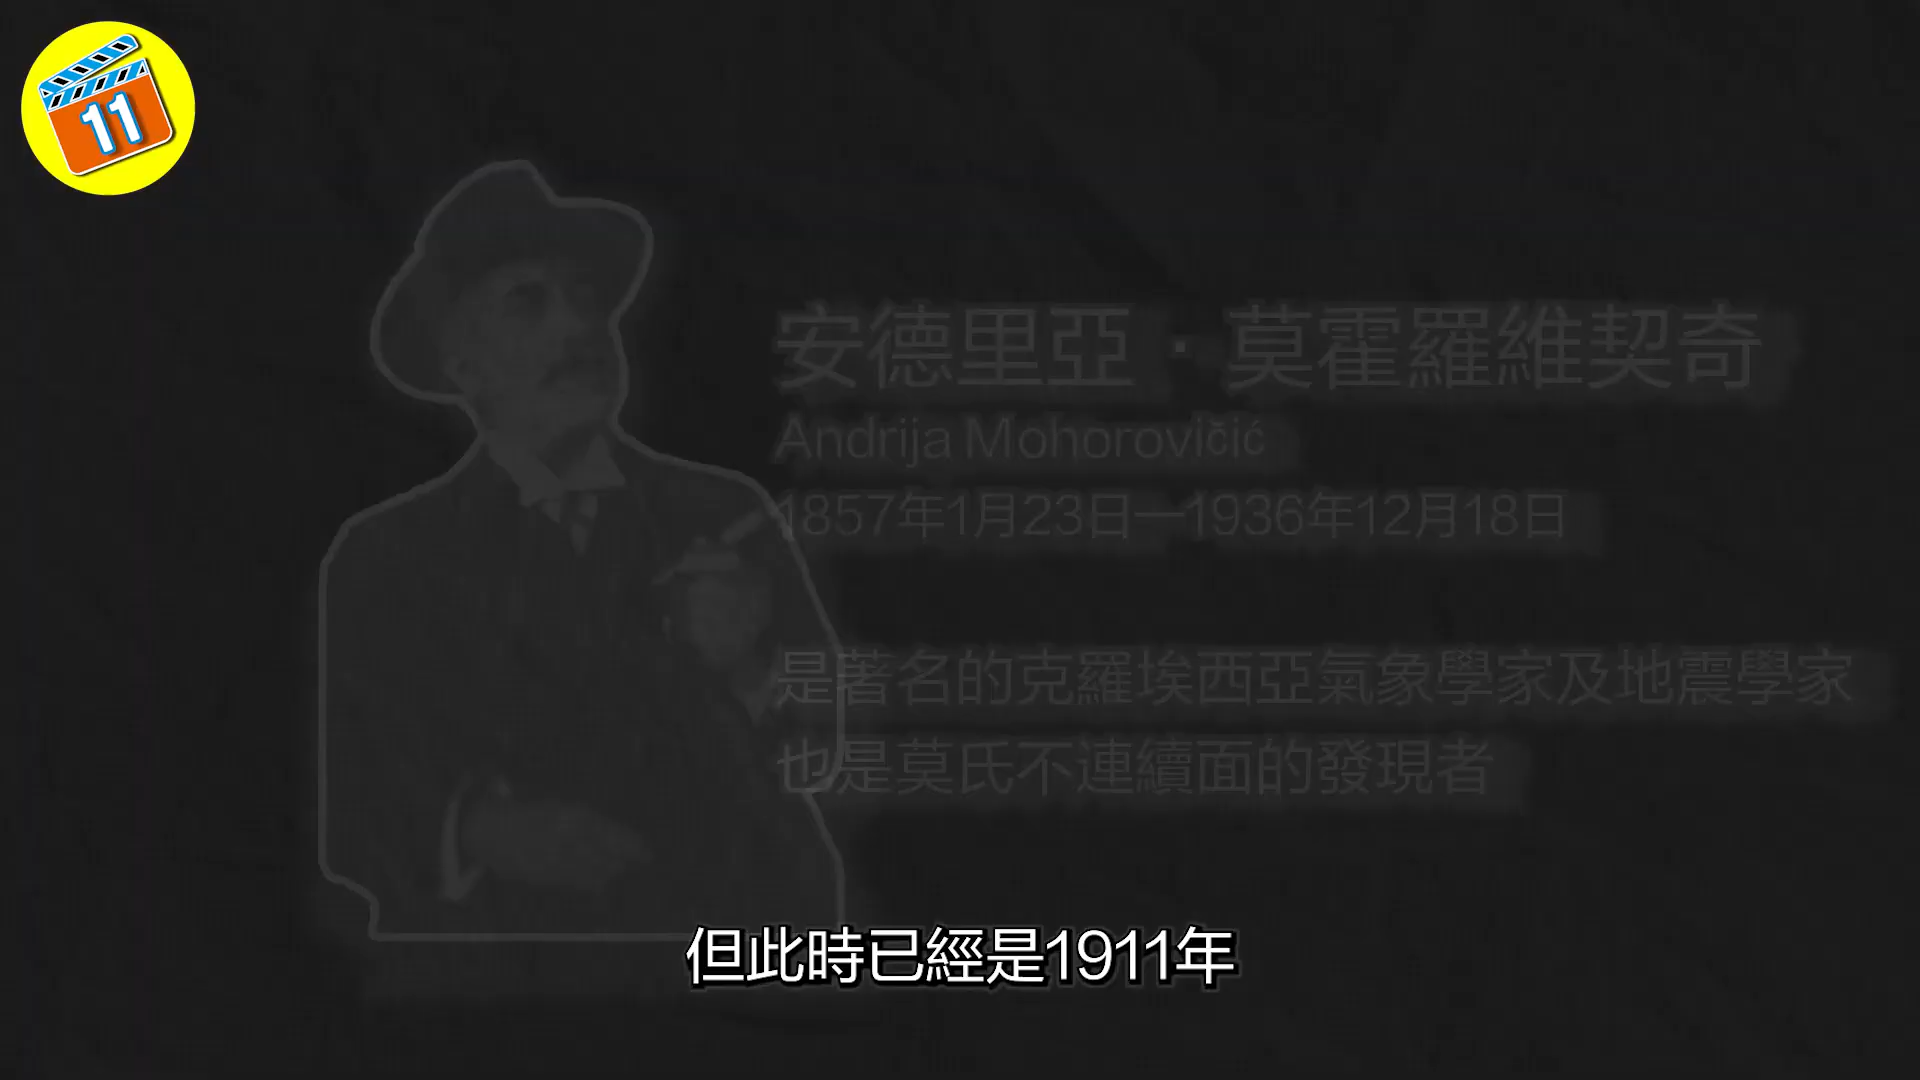 11
安德里亞·莫霍羅維契奇
Andrija Mohorovičić
1857年1月23日—1936年12月18日
是著名的克羅埃西亞氣象學家及地震學家
也是莫氏不連續面的發現者
但此時已經是1911年